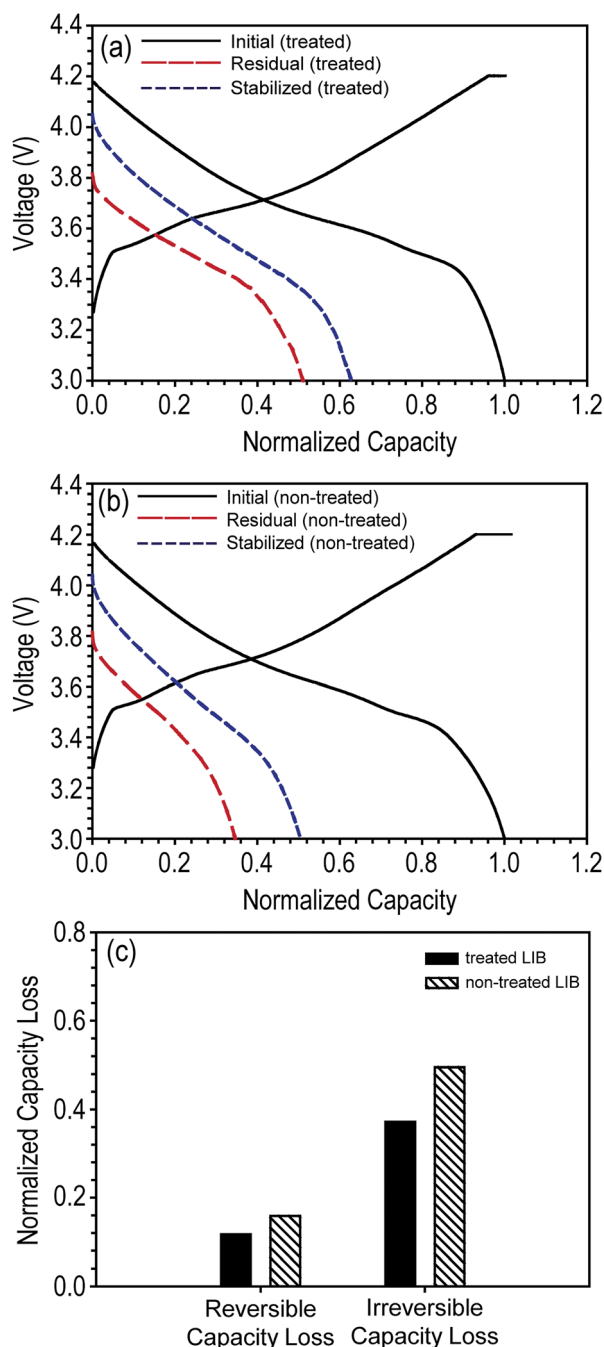 (a)
Initial (treated)
Residual (treated)
Stabilized (treated)
Voltage (V)
4.4
4.2
4.0
3.8
3.6
3.4
3.2
3.0
0.0 0.2 0.4 0.6 0.8 1.0 1.2
Normalized Capacity
(b)
Initial (non-treated)
Residual (non-treated)
Stabilized (non-treated)
Voltage (V)
4.4
4.2
4.0
3.8
3.6
3.4
3.2
3.0
0.0 0.2 0.4 0.6 0.8 1.0 1.2
Normalized Capacity
(c)
treated LIB
non-treated LIB
Normalized Capacity Loss
0.8
0.6
0.4
0.2
0.0
Reversible
Capacity Loss
Irreversible
Capacity Loss